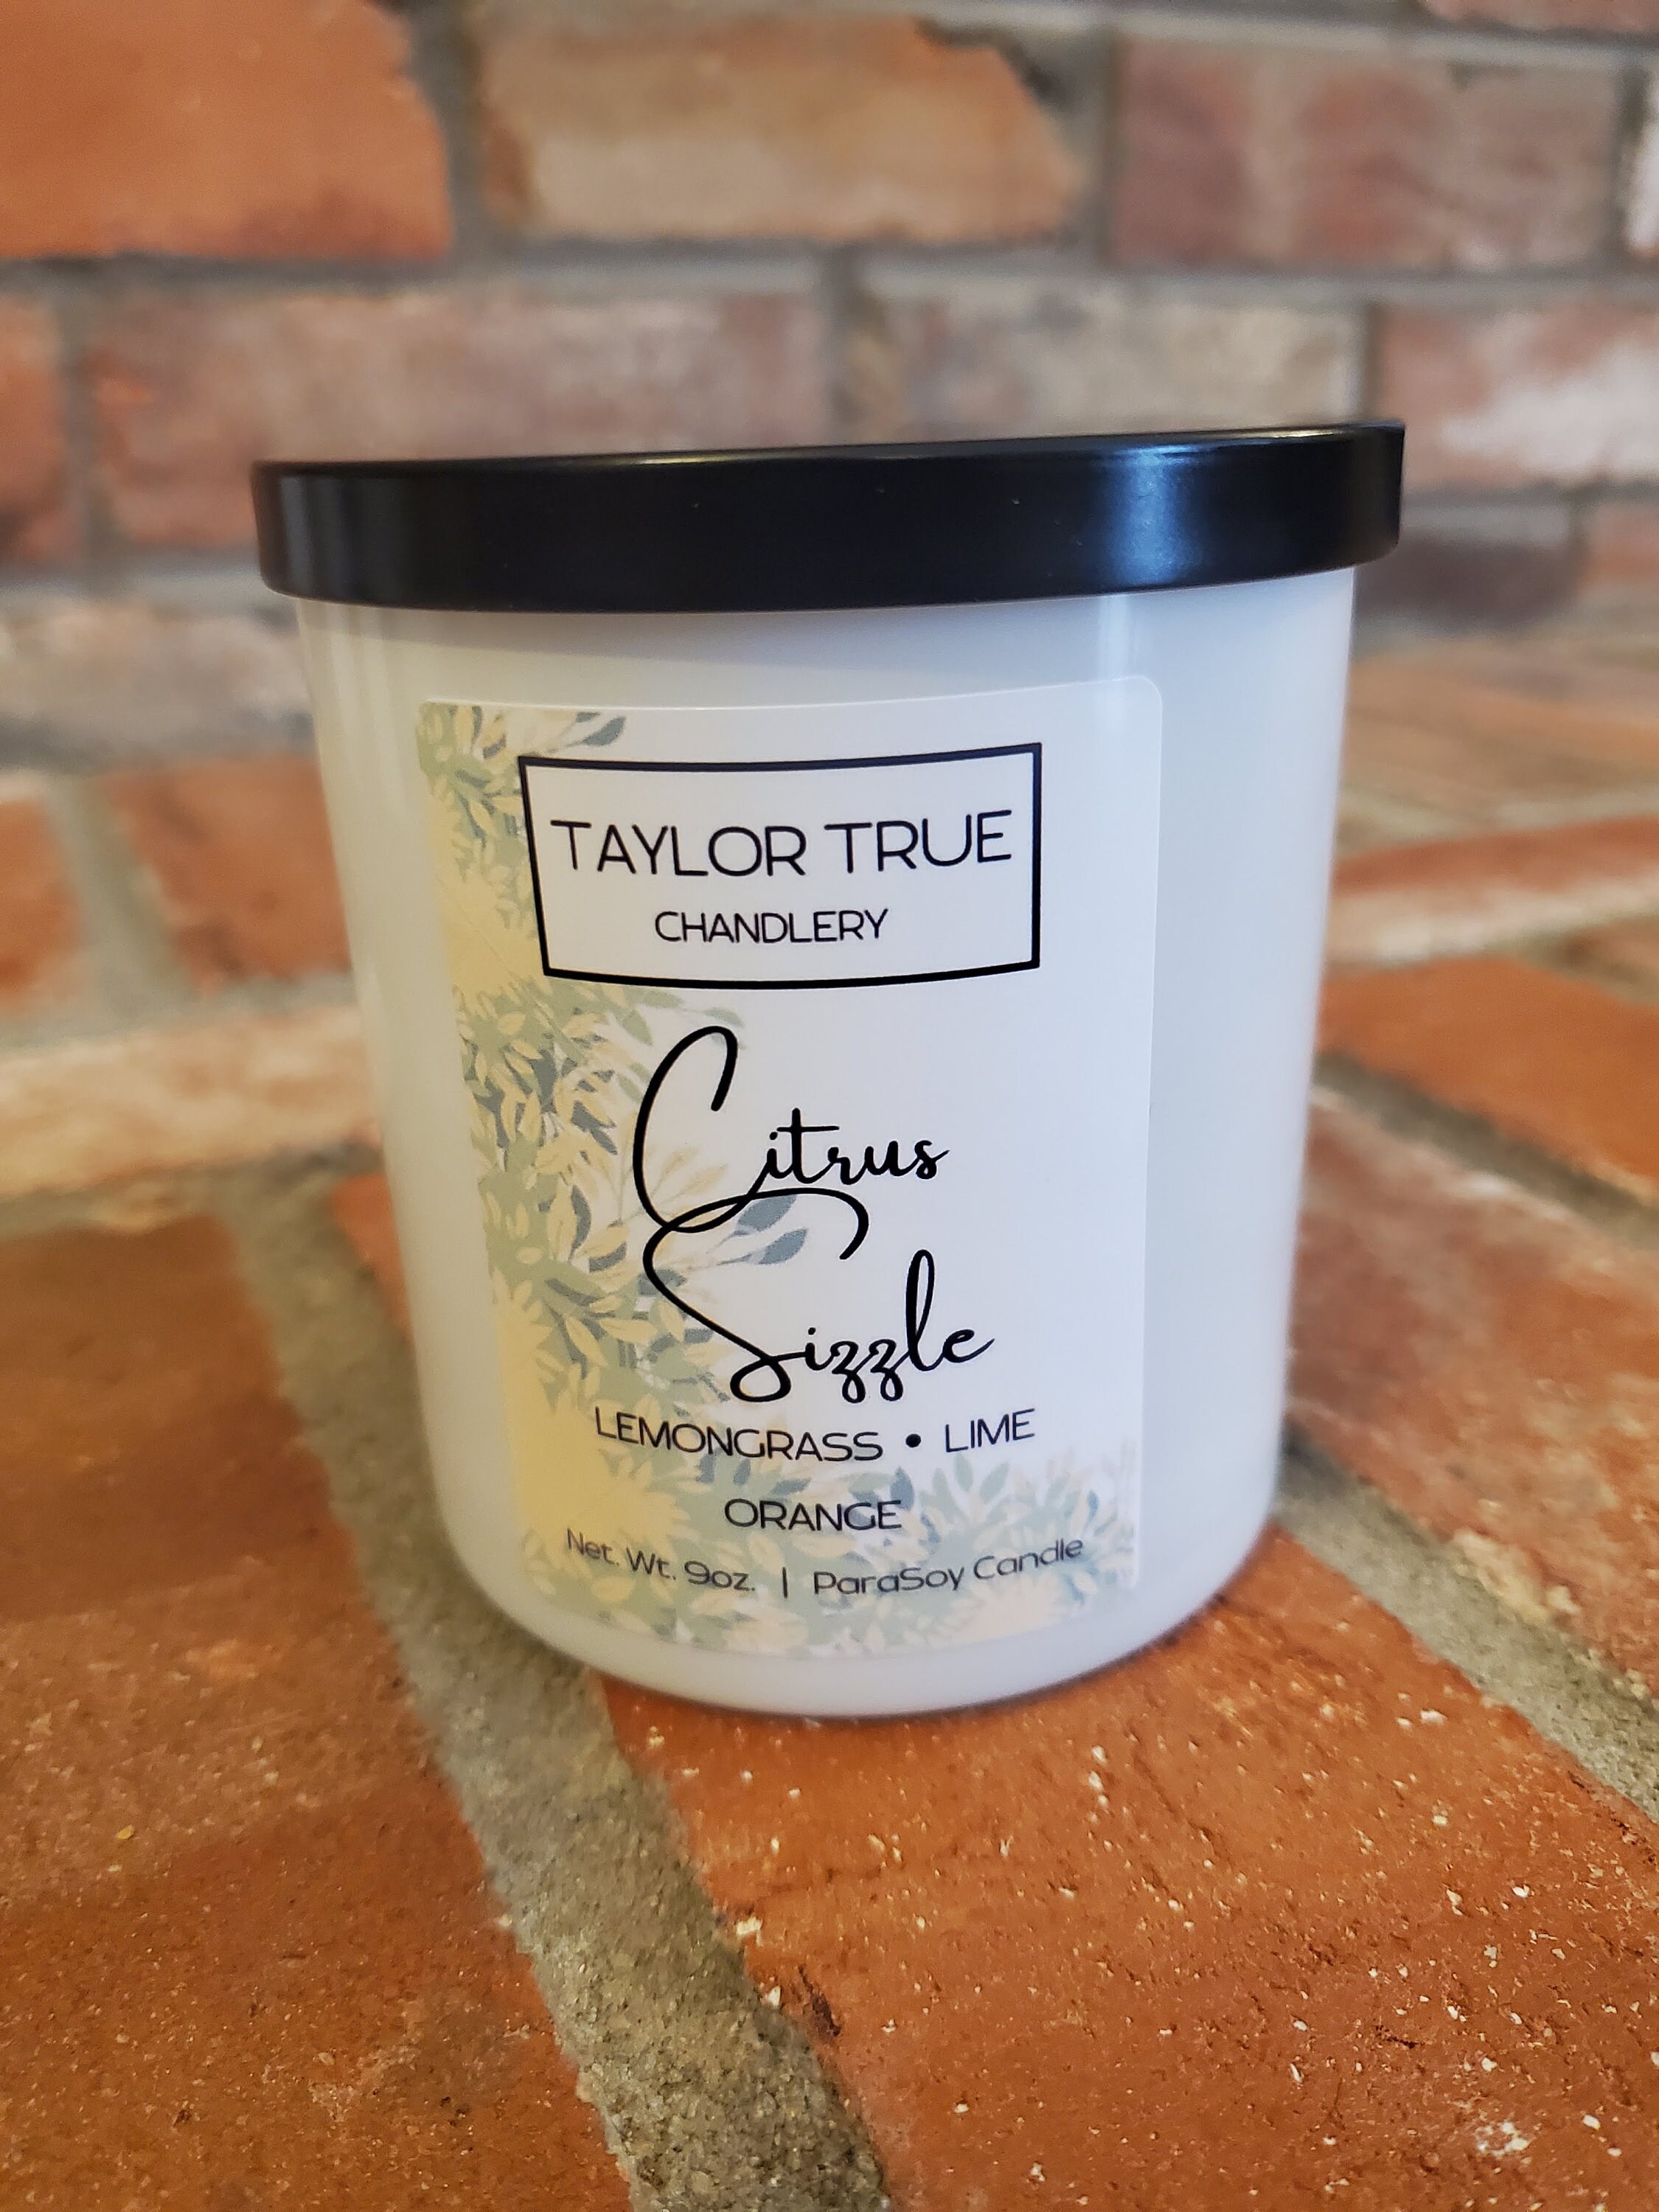 TAYLOR TRUE
CHANDLERY
Citrus
Sizzle
LEMONGRASS • LIME
ORANGE
Net. Wt. 9oz. | ParaSoy Candle